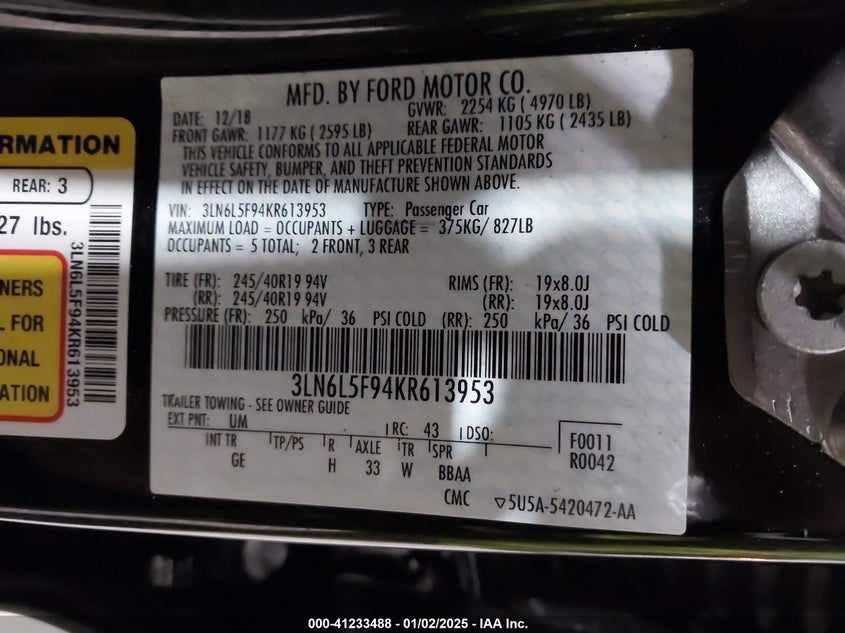 MFD. BY FORD MOTOR CO.
DATE: 12/18 GVWR: 2254 KG ( 4970 LB)
FRONT GAWR: 1177 KG ( 2595 LB) REAR GAWR: 1105 KG ( 2435 LB)
THIS VEHICLE CONFORMS TO ALL APPLICABLE FEDERAL MOTOR
VEHICLE SAFETY, BUMPER, AND THEFT PREVENTION STANDARDS
IN EFFECT ON THE DATE OF MANUFACTURE SHOWN ABOVE.
VIN: 3LN6L5F94KR613953 TYPE: Passenger Car
MAXIMUM LOAD = OCCUPANTS + LUGGAGE = 375KG/ 827LB
OCCUPANTS = 5 TOTAL; 2 FRONT, 3 REAR
TIRE (FR): 245/40R19 94V RIMS (FR): 19x8.0J
(RR): 245/40R19 94V (RR): 19x8.0J
PRESSURE (FR): 250 kPa/ 36 PSI COLD (RR): 250 kPa/ 36 PSI COLD
3LN6L5F94KR613953
TRAILER TOWING - SEE OWNER GUIDE
EXT PNT: UM RC: 43 DSO:
INT TR TP/PS R AXLE TR SPR F0011
GE H 33 W BBAA R0042
CMC ▽5U5A-5420472-AA
RMATION
REAR: 3
27 lbs.
NERS
L FOR
ONAL
ATION
3LN6L5F94KR613953
000-41233488 - 01/02/2025 - IAA Inc.